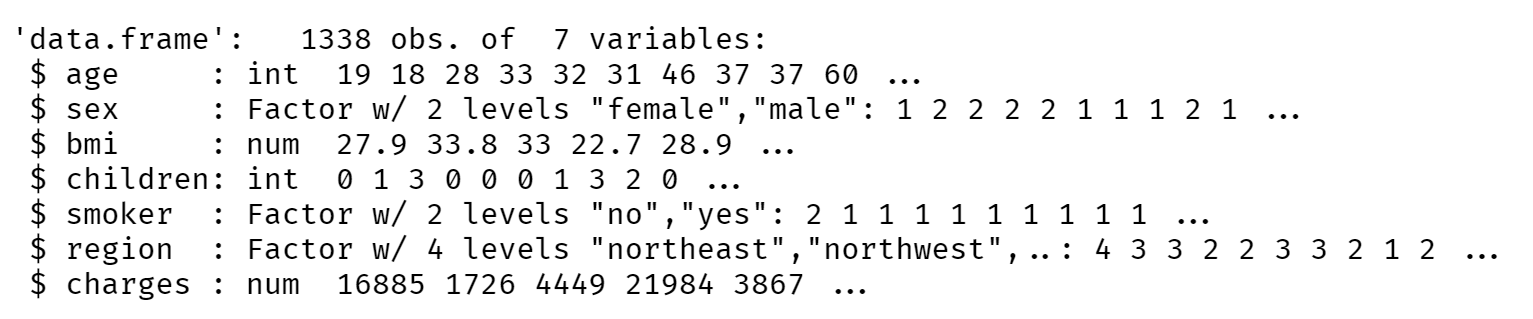 'data.frame':   1338 obs. of  7 variables:
 $ age     : int  19 18 28 33 32 31 46 37 37 60 ...
 $ sex     : Factor w/ 2 levels "female","male": 1 2 2 2 2 1 1 1 2 1 ...
 $ bmi     : num  27.9 33.8 33 22.7 28.9 ...
 $ children: int  0 1 3 0 0 0 1 3 2 0 ...
 $ smoker  : Factor w/ 2 levels "no","yes": 2 1 1 1 1 1 1 1 1 1 ...
 $ region  : Factor w/ 4 levels "northeast","northwest",..: 4 3 3 2 2 3 3 2 1 2 ...
 $ charges : num  16885 1726 4449 21984 3867 ...